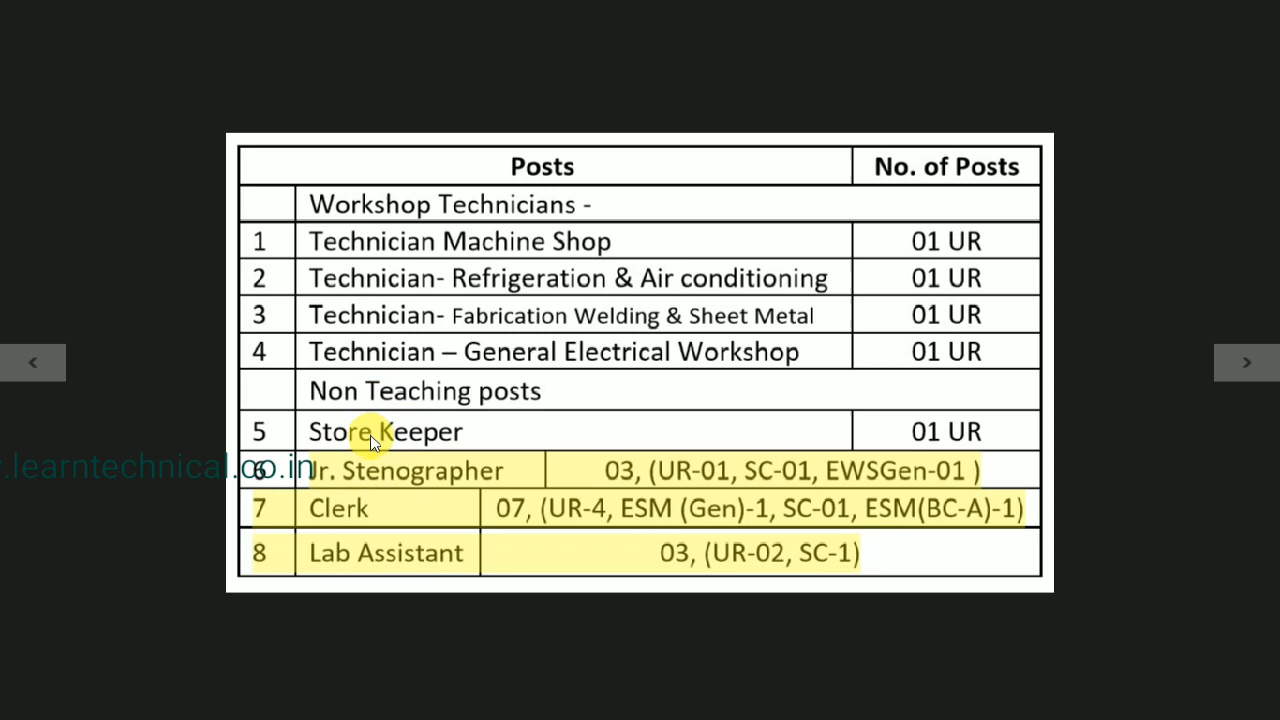 Posts No. of Posts
Workshop Technicians -
1 Technician Machine Shop 01 UR
2 Technician- Refrigeration & Air conditioning 01 UR
3 Technician- Fabrication Welding & Sheet Metal 01 UR
4 Technician – General Electrical Workshop 01 UR
Non Teaching posts
5 Store Keeper 01 UR
.learntechnical.co.in
6 Jr. Stenographer 03, (UR-01, SC-01, EWSGen-01 )
7 Clerk 07, (UR-4, ESM (Gen)-1, SC-01, ESM(BC-A)-1)
8 Lab Assistant 03, (UR-02, SC-1)